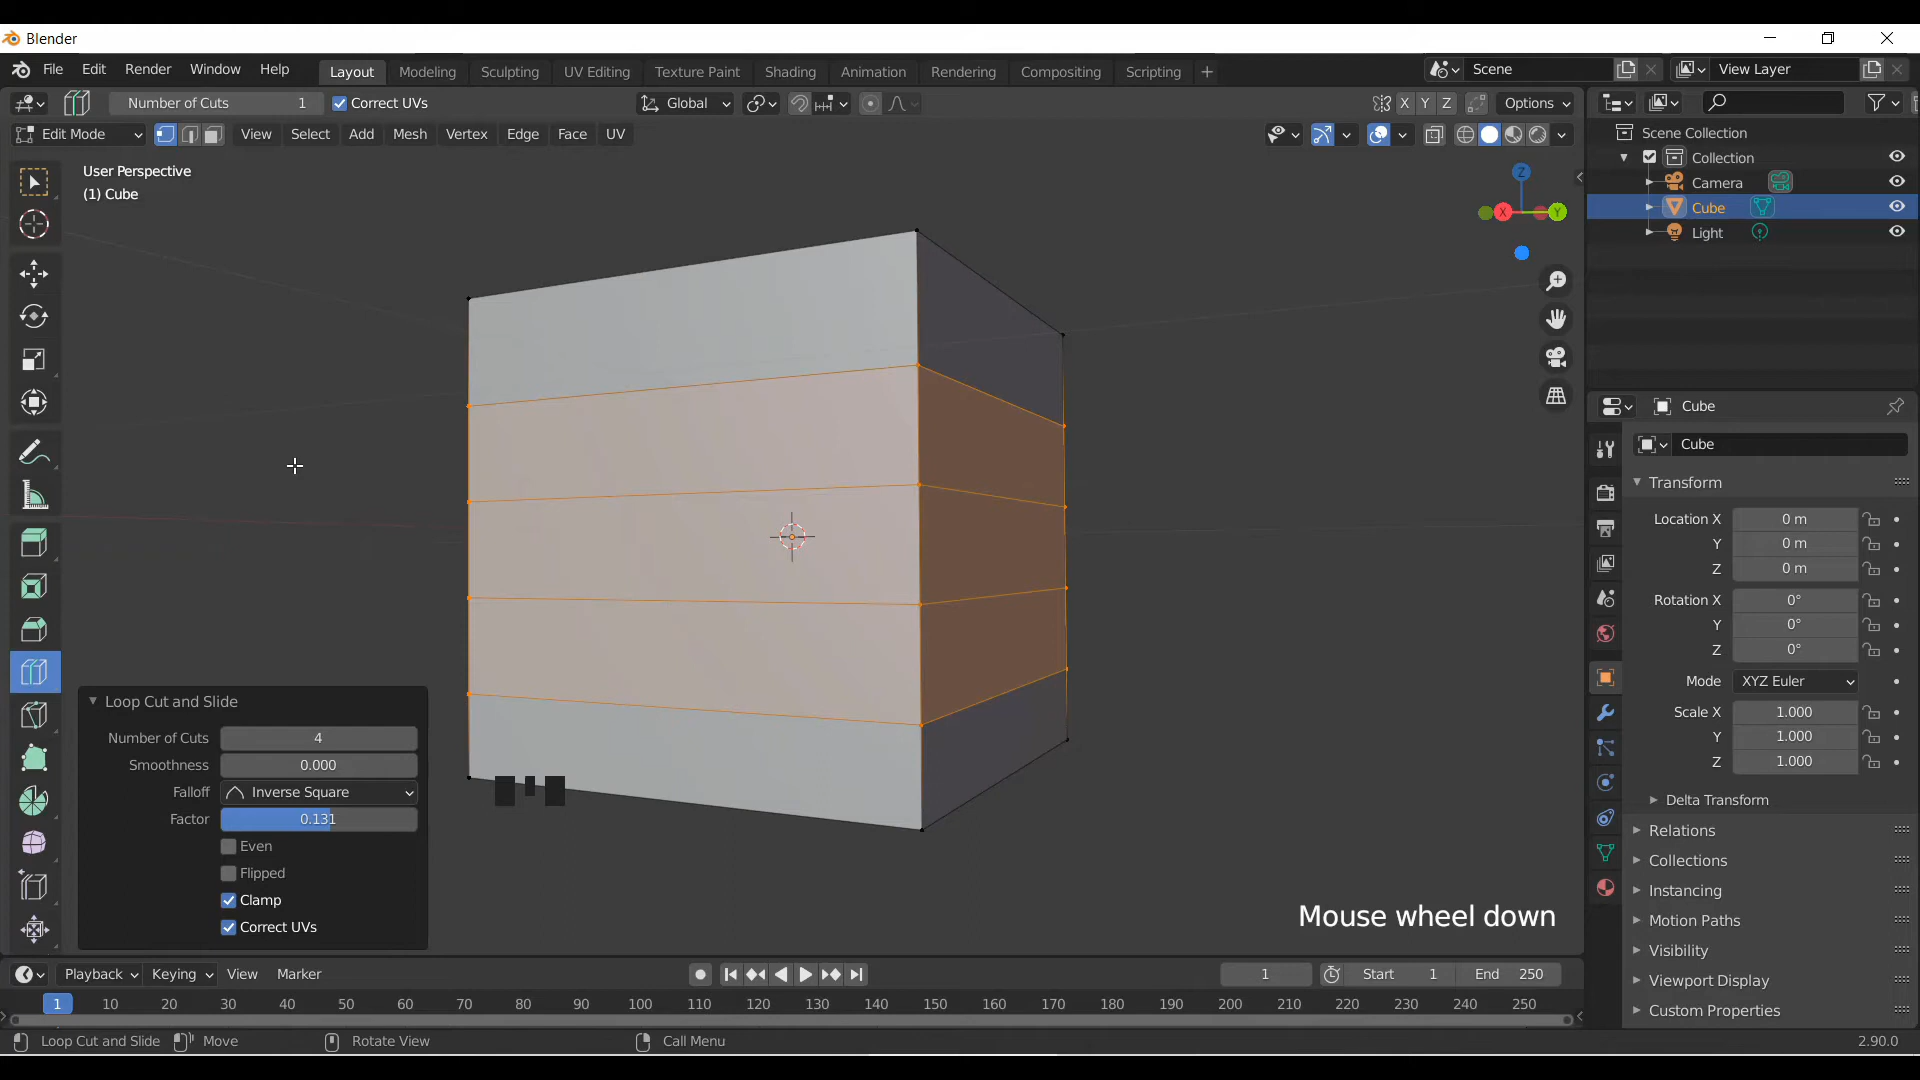 Blender
File Edit Render Window Help Layout Modeling Sculpting UV Editing Texture Paint Shading Animation Rendering Compositing Scripting + Scene View Layer
Number of Cuts 1 Correct UVs Global X Y Z Options
Edit Mode View Select Add Mesh Vertex Edge Face UV
Scene Collection
Collection
Camera
Cube
Light
User Perspective
(1) Cube
Z
X Y
Cube
Cube
Transform
Location X 0 m
Y 0 m
Z 0 m
Rotation X 0°
Y 0°
Z 0°
Mode XYZ Euler
Scale X 1.000
Y 1.000
Z 1.000
Delta Transform
Relations
Collections
Instancing
Motion Paths
Visibility
Viewport Display
Custom Properties
Loop Cut and Slide
Number of Cuts 4
Smoothness 0.000
Falloff Inverse Square
Factor 0.131
Even
Flipped
Clamp
Correct UVs
Mouse wheel down
Playback Keying View Marker 1 Start 1 End 250
1 10 20 30 40 50 60 70 80 90 100 110 120 130 140 150 160 170 180 190 200 210 220 230 240 250
Loop Cut and Slide Move Rotate View Call Menu 2.90.0